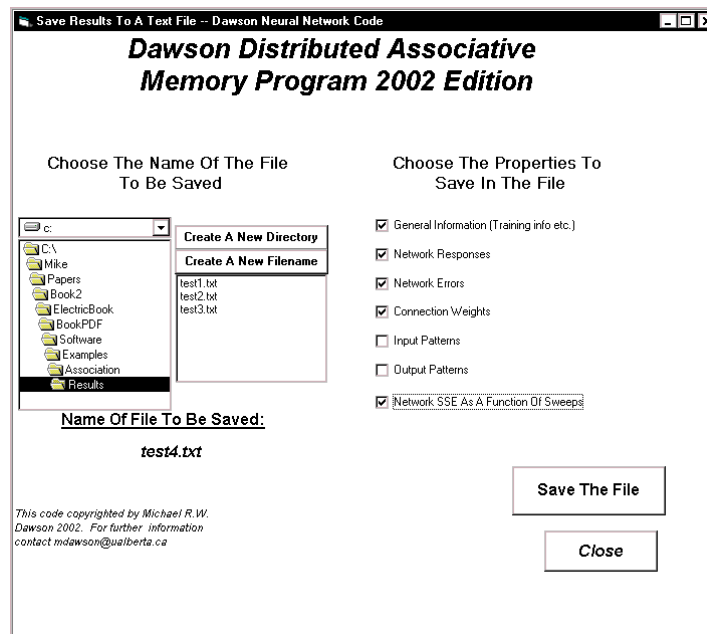 Save Results To A Text File -- Dawson Neural Network Code
Dawson Distributed Associative
Memory Program 2002 Edition
Choose The Name Of The File
To Be Saved
c:
C:\
Mike
Papers
Book2
ElectricBook
BookPDF
Software
Examples
Association
Results
Create A New Directory
Create A New Filename
test1.txt
test2.txt
test3.txt
Name Of File To Be Saved:
test4.txt
This code copyrighted by Michael R.W.
Dawson 2002. For further information
contact mdawson@ualberta.ca
Choose The Properties To
Save In The File
General Information (Training info etc.)
Network Responses
Network Errors
Connection Weights
Input Patterns
Output Patterns
Network SSE As A Function Of Sweeps
Save The File
Close